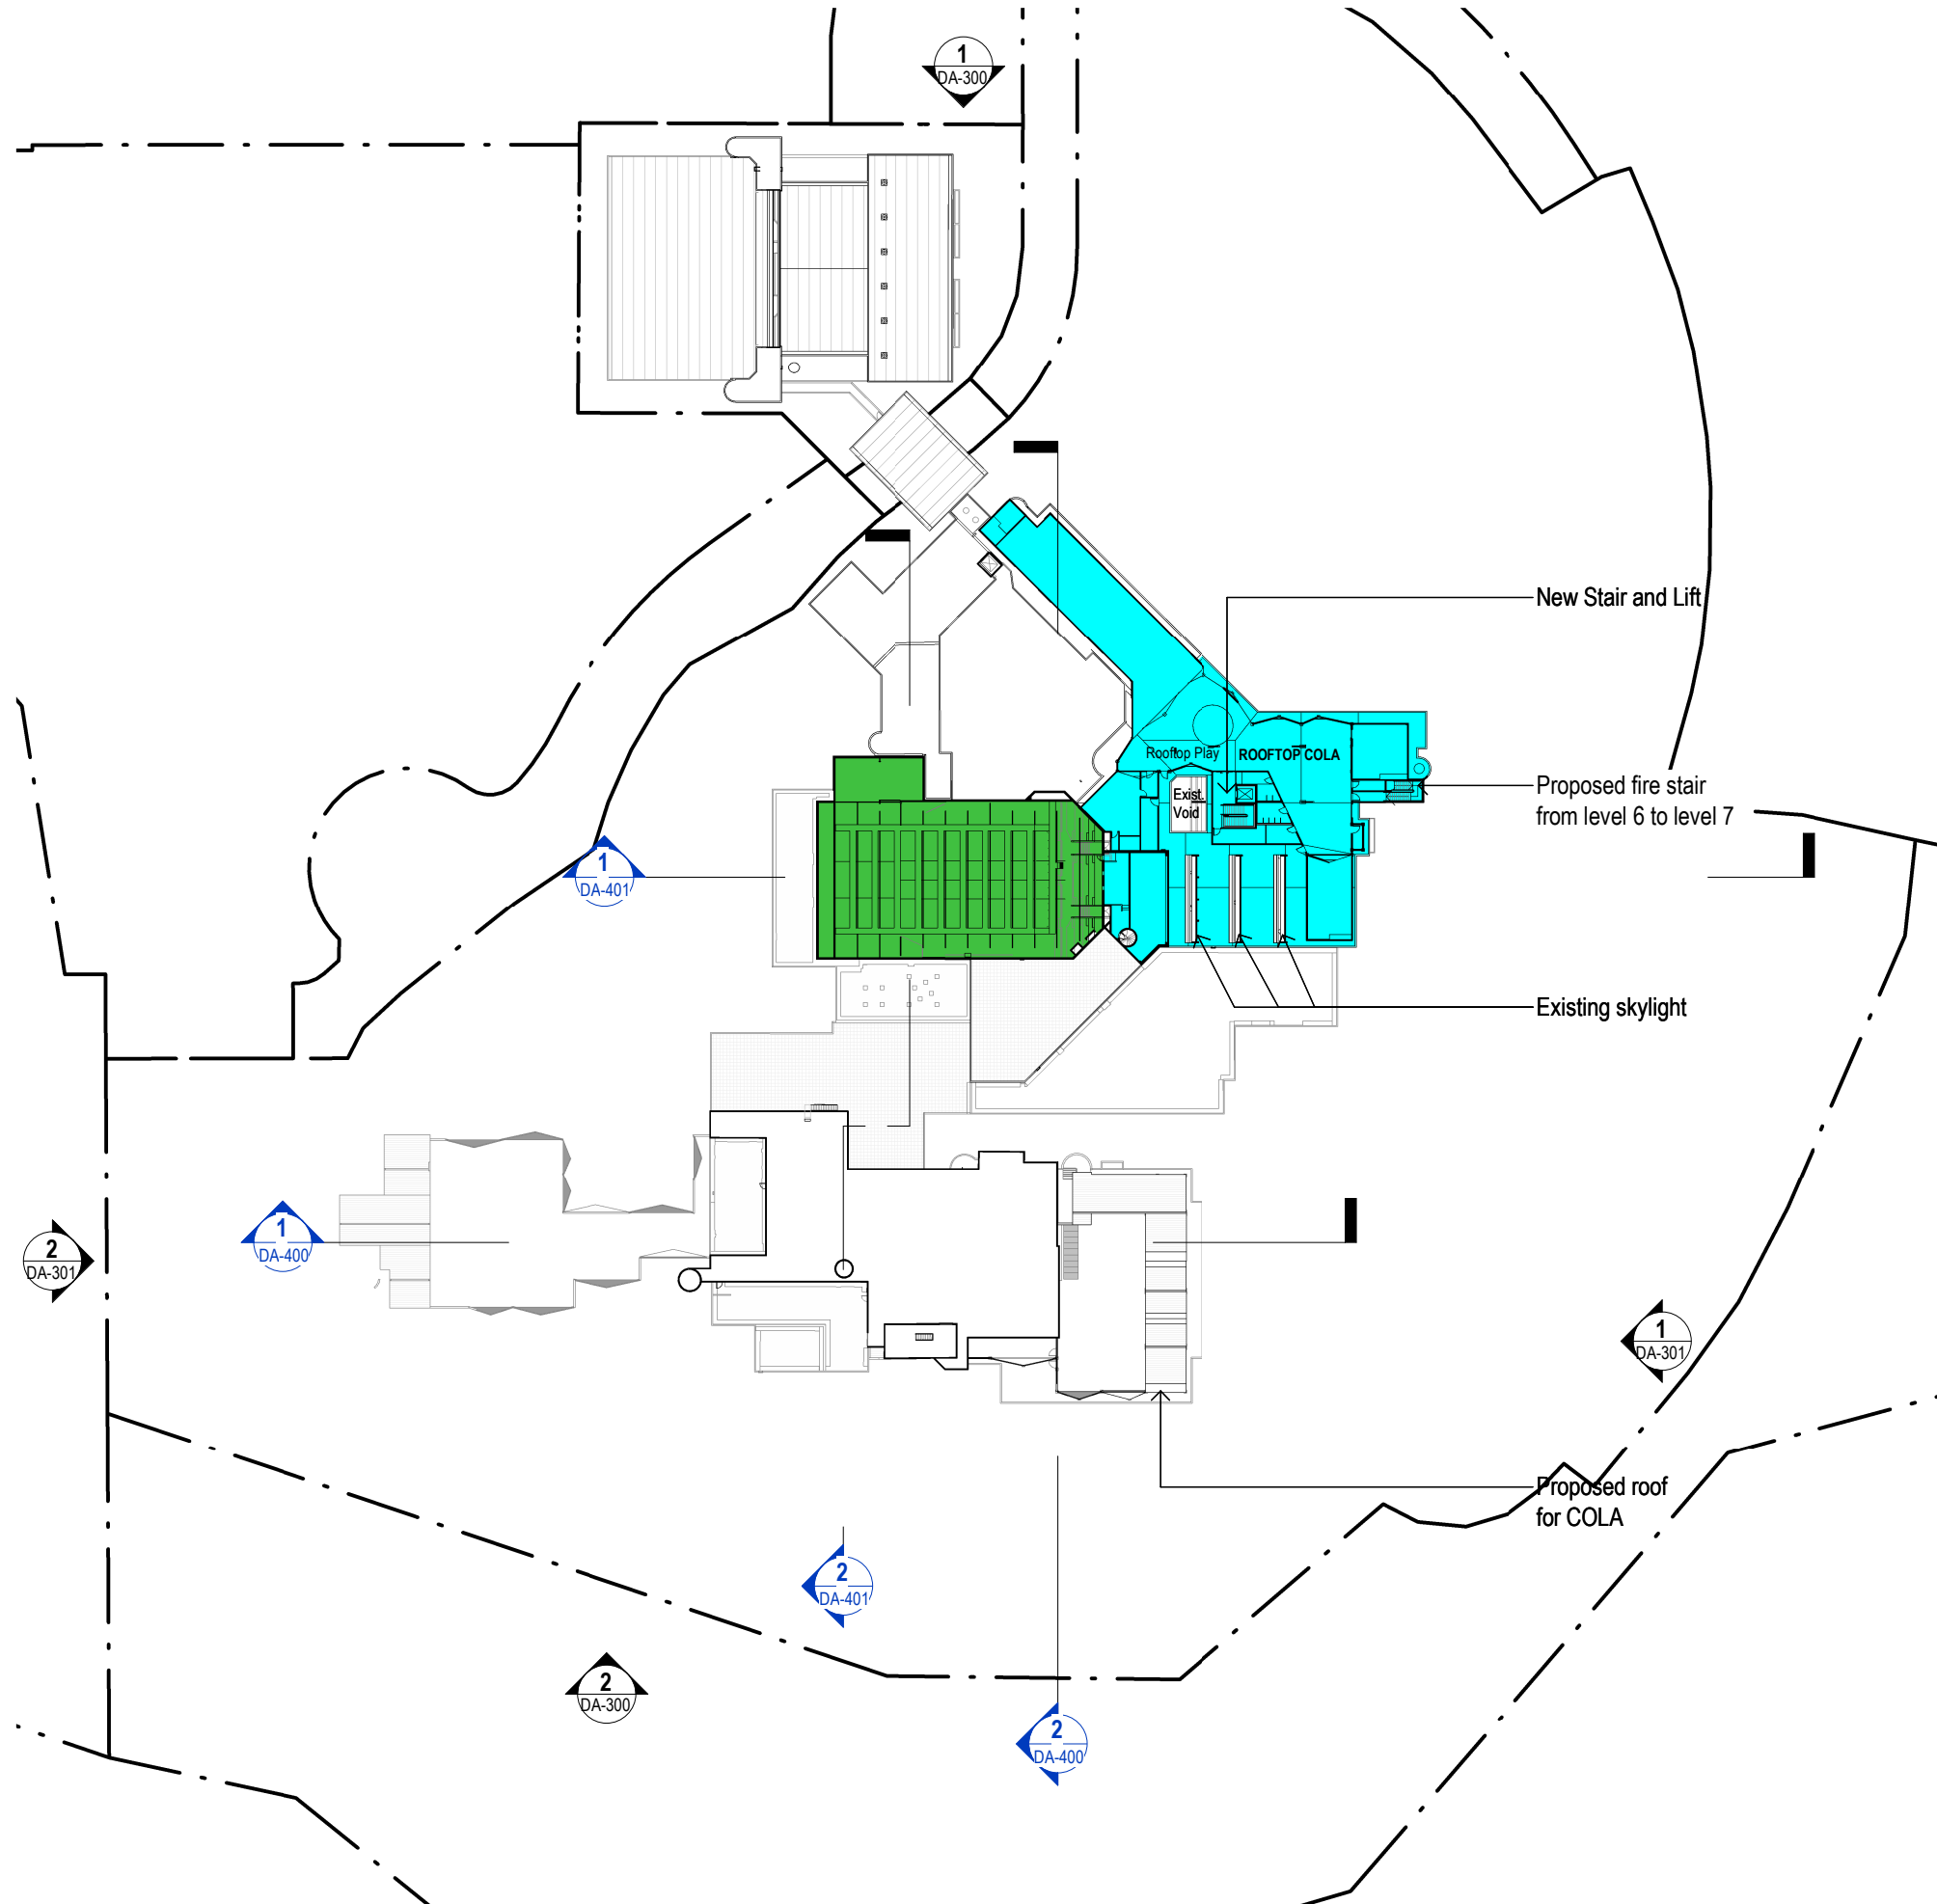 1
DA-300
New Stair and Lift
Rooftop Play
ROOFTOP COLA
Exist.
Void
Proposed fire stair
from level 6 to level 7
1
DA-401
Existing skylight
1
DA-400
2
DA-301
1
DA-301
Proposed roof
for COLA
2
DA-401
2
DA-300
2
DA-400